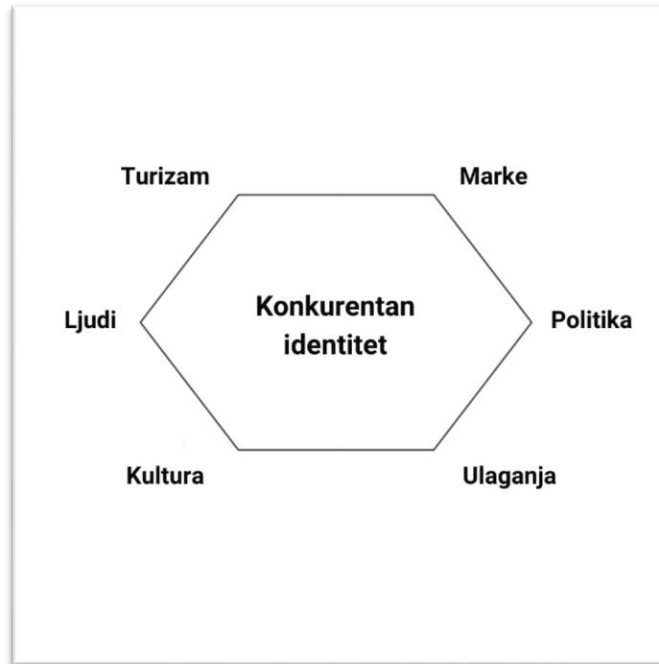 Turizam
Marke
Konkurentan
identitet
Ljudi
Politika
Kultura
Ulaganja